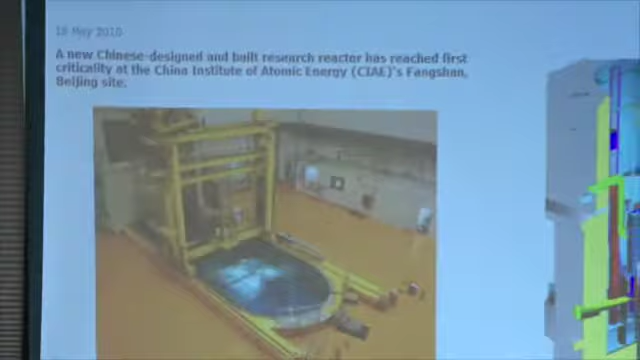 18 May 2010
A new Chinese-designed and built research reactor has reached first
criticality at the China Institute of Atomic Energy (CIAE)'s Fangshan,
Beijing site.